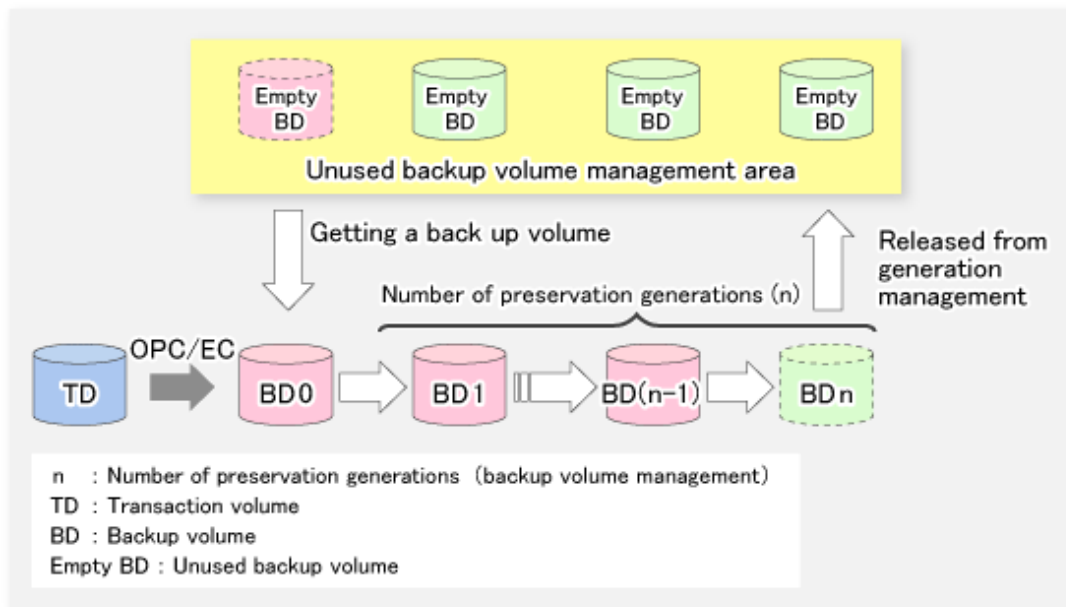 Empty
BD
Empty
BD
Empty
BD
Empty
BD
Unused backup volume management area
Getting a back up volume
Released from
generation
management
Number of preservation generations (n)
OPC/EC
TD
BD0
BD1
BD(n-1)
BDn
n : Number of preservation generations (backup volume management)
TD : Transaction volume
BD : Backup volume
Empty BD : Unused backup volume